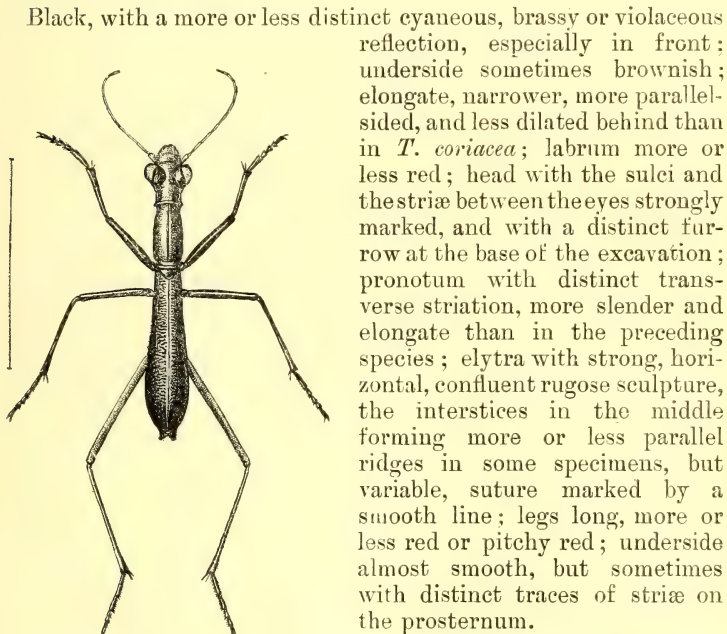 Black, with a more or less distinct cyaneous, brassy or violaceous
reflection, especially in front;
underside sometimes brownish;
elongate, narrower, more parallel-
sided, and less dilated behind than
in T. coriacea; labrum more or
less red; head with the sulci and
the striæ between the eyes strongly
marked, and with a distinct fur-
row at the base of the excavation;
pronotum with distinct trans-
verse striation, more slender and
elongate than in the preceding
species; elytra with strong, hori-
zontal, confluent rugose sculpture,
the interstices in the middle
forming more or less parallel
ridges in some specimens, but
variable, suture marked by a
smooth line; legs long, more or
less red or pitchy red; underside
almost smooth, but sometimes
with distinct traces of striæ on
the prosternum.